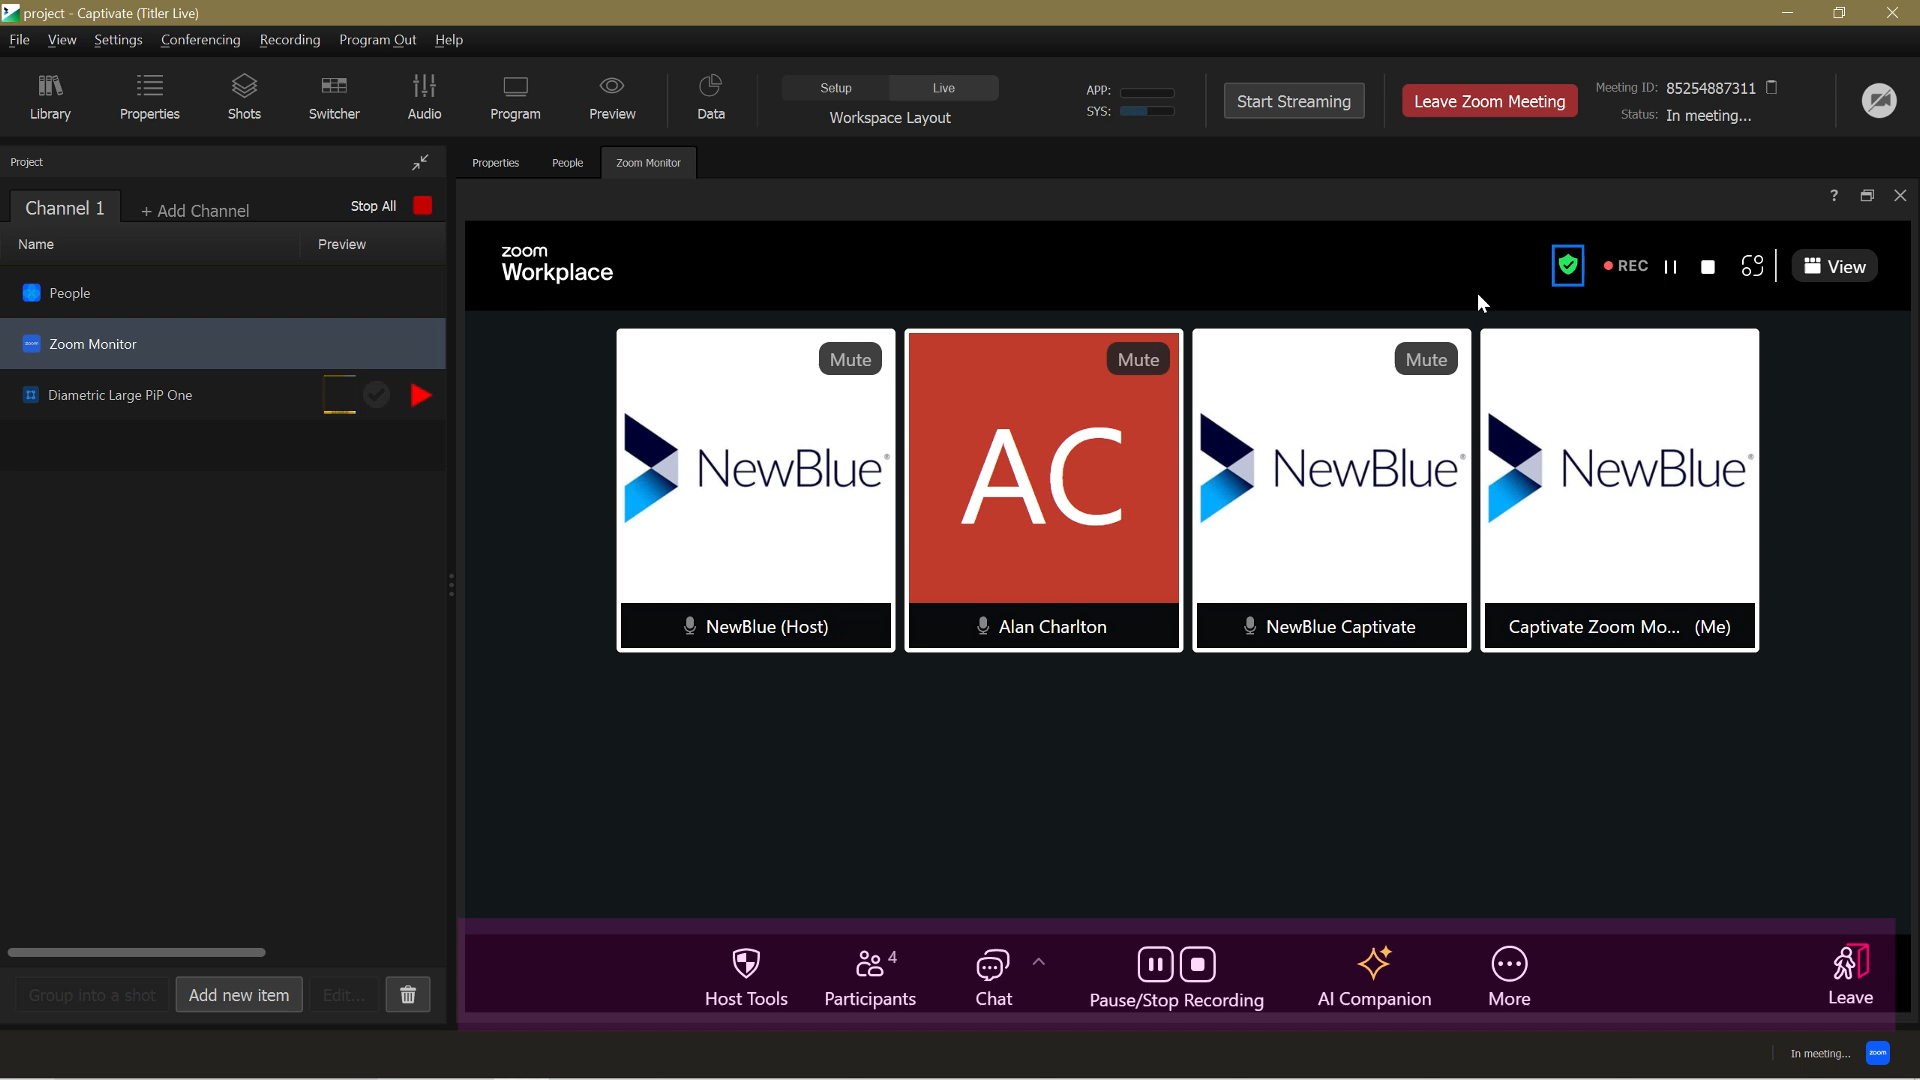 project - Captivate (Titler Live)
File View Settings Conferencing Recording Program Out Help
Library Properties Shots Switcher Audio Program Preview Data
Setup Live
Workspace Layout
APP:
SYS:
Start Streaming
Leave Zoom Meeting
Meeting ID: 85254887311
Status: In meeting...
Project
Channel 1 + Add Channel Stop All
Name Preview
People
Zoom Monitor
Diametric Large PiP One
Group into a shot Add new item Edit...
Properties People Zoom Monitor
?
zoom
Workplace
REC
View
Mute
NewBlue®
NewBlue (Host)
Mute
AC
Alan Charlton
Mute
NewBlue®
NewBlue Captivate
NewBlue®
Captivate Zoom Mo... (Me)
Host Tools
4
Participants
Chat
Pause/Stop Recording
AI Companion
More
Leave
In meeting...
zoom